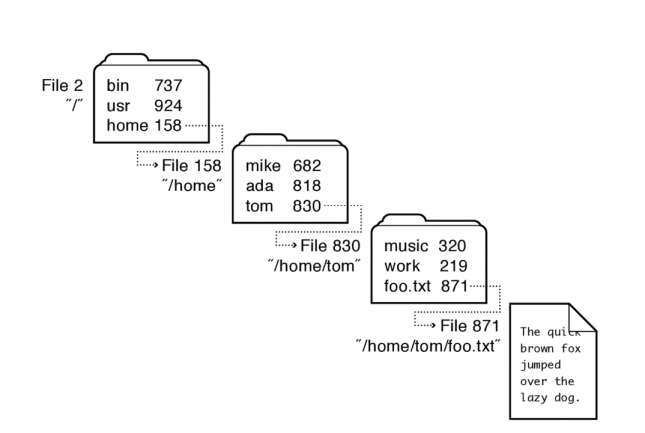 File 2
"/"
bin 737
usr 924
home 158
File 158
"/home"
mike 682
ada 818
tom 830
File 830
"/home/tom"
music 320
work 219
foo.txt 871
File 871
"/home/tom/foo.txt"
The quick
brown fox
jumped
over the
lazy dog.